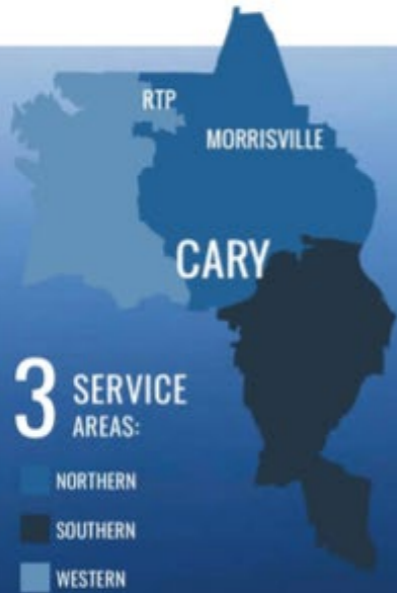 RTP
MORRISVILLE
CARY
3 SERVICE
AREAS:
NORTHERN
SOUTHERN
WESTERN